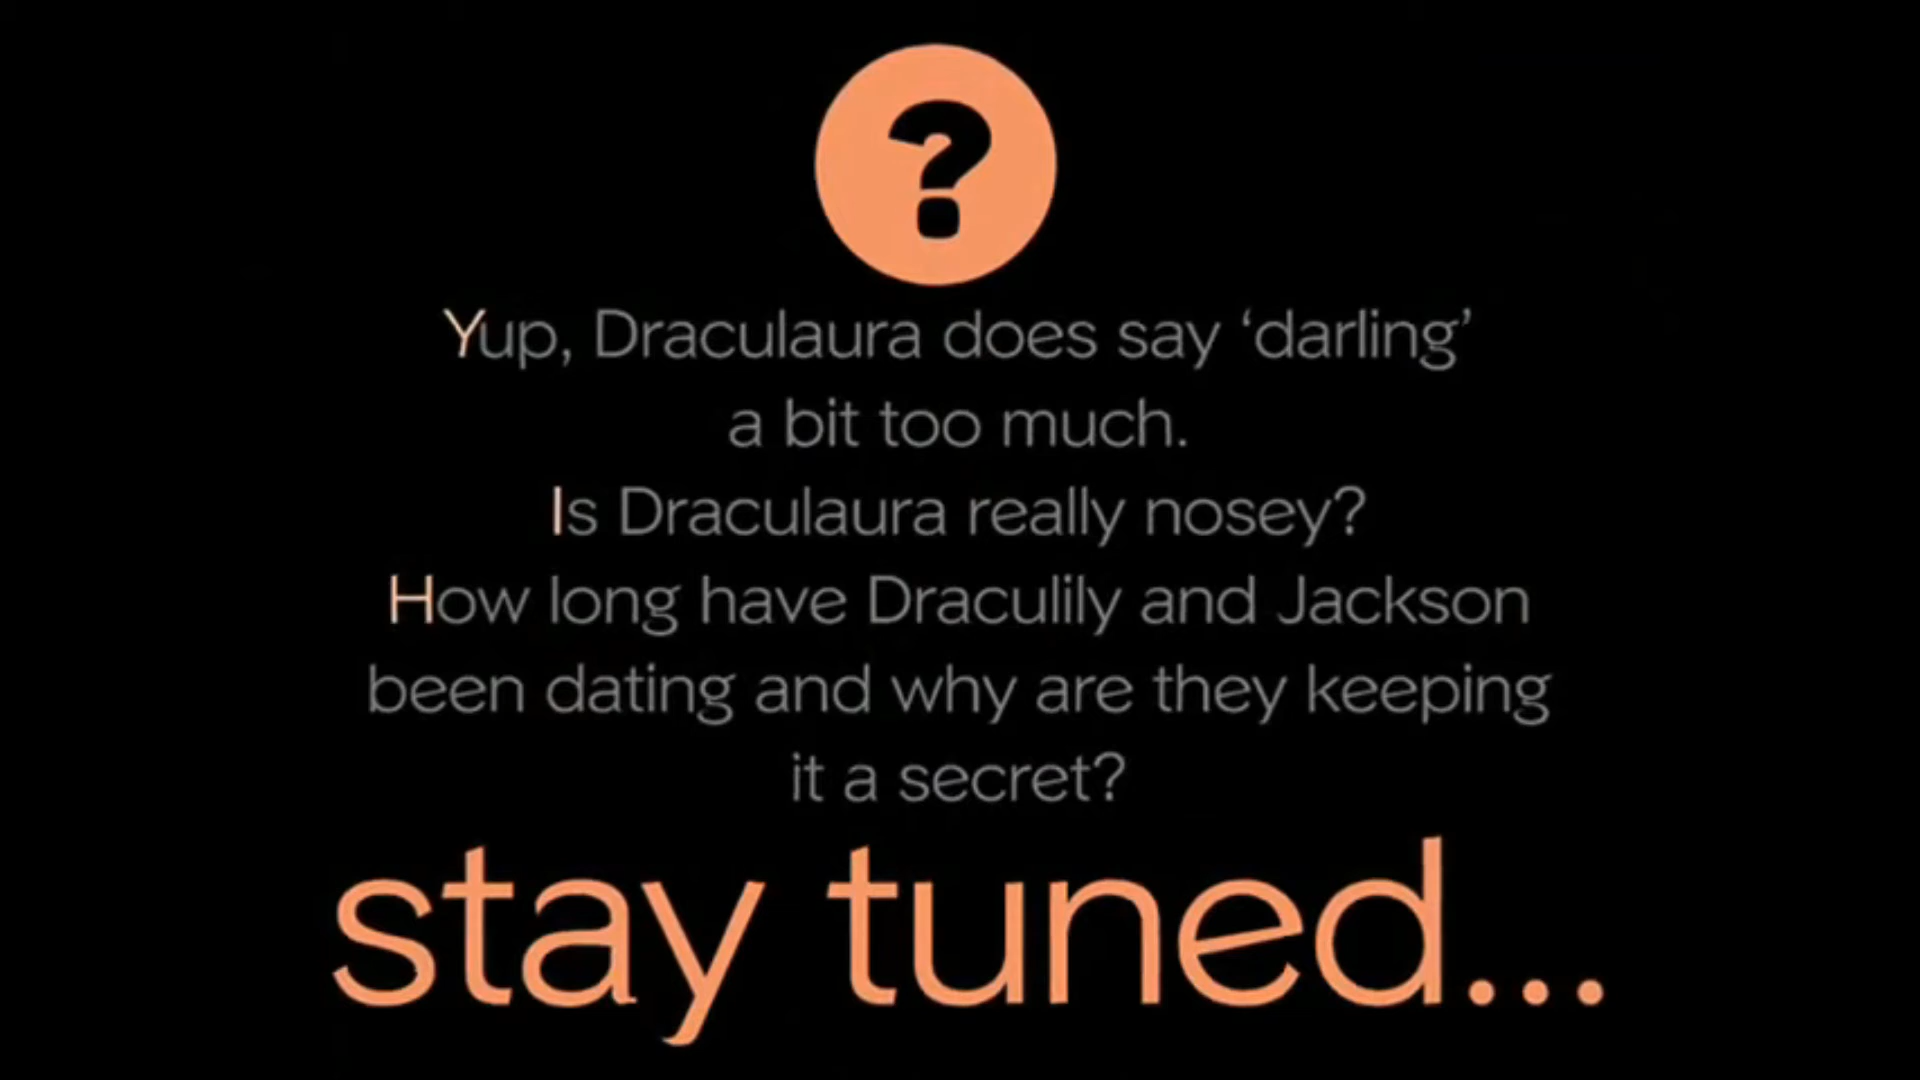 ?
Yup, Draculaura does say ‘darling’
a bit too much.
Is Draculaura really nosey?
How long have Draculily and Jackson
been dating and why are they keeping
it a secret?
stay tuned...